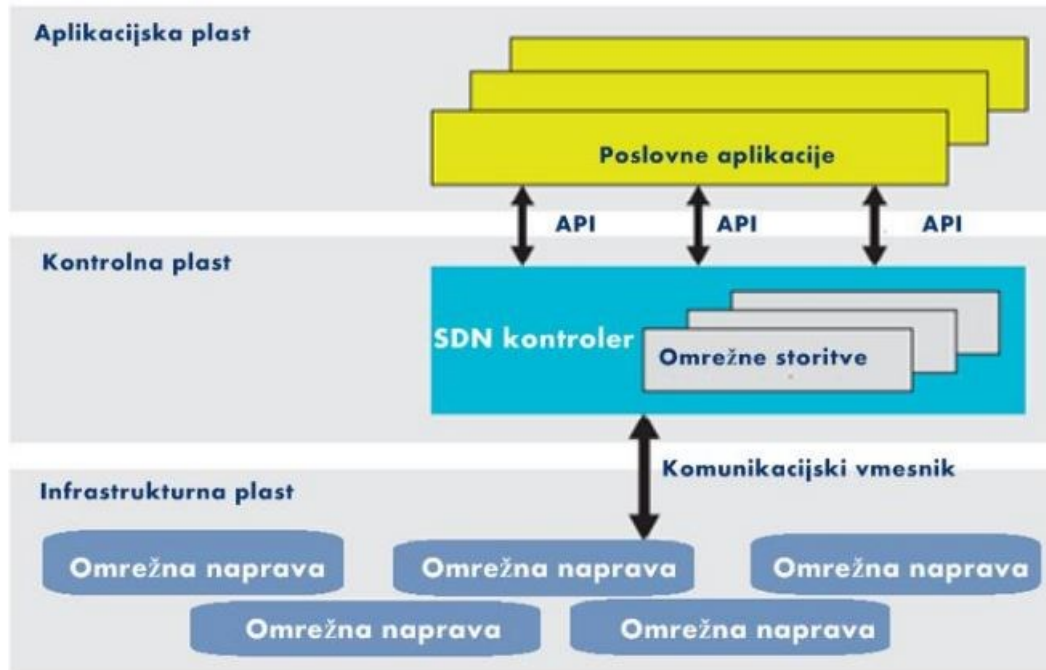 Aplikacijska plast
Poslovne aplikacije
API
API
API
Kontrolna plast
SDN kontroler
Omrežne storitve
Komunikacijski vmesnik
Infrastrukturna plast
Omrežna naprava
Omrežna naprava
Omrežna naprava
Omrežna naprava
Omrežna naprava